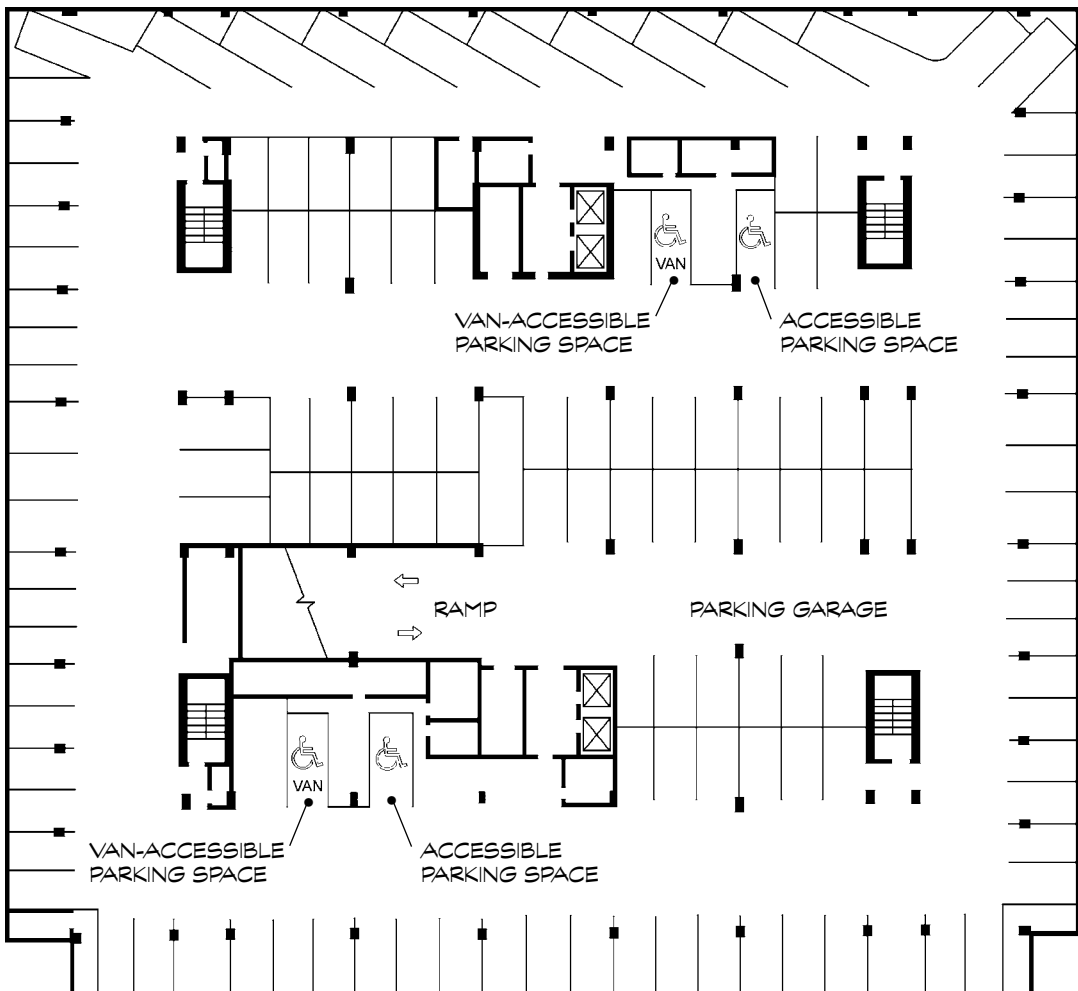 VAN
VAN-ACCESSIBLE
PARKING SPACE
ACCESSIBLE
PARKING SPACE
RAMP
PARKING GARAGE
VAN
VAN-ACCESSIBLE
PARKING SPACE
ACCESSIBLE
PARKING SPACE